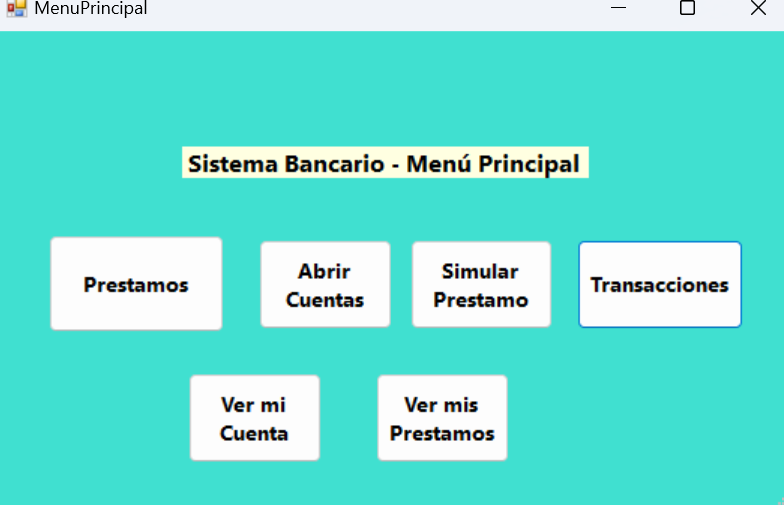 MenuPrincipal
Sistema Bancario - Menú Principal
Prestamos
Abrir
Cuentas
Simular
Prestamo
Transacciones
Ver mi
Cuenta
Ver mis
Prestamos